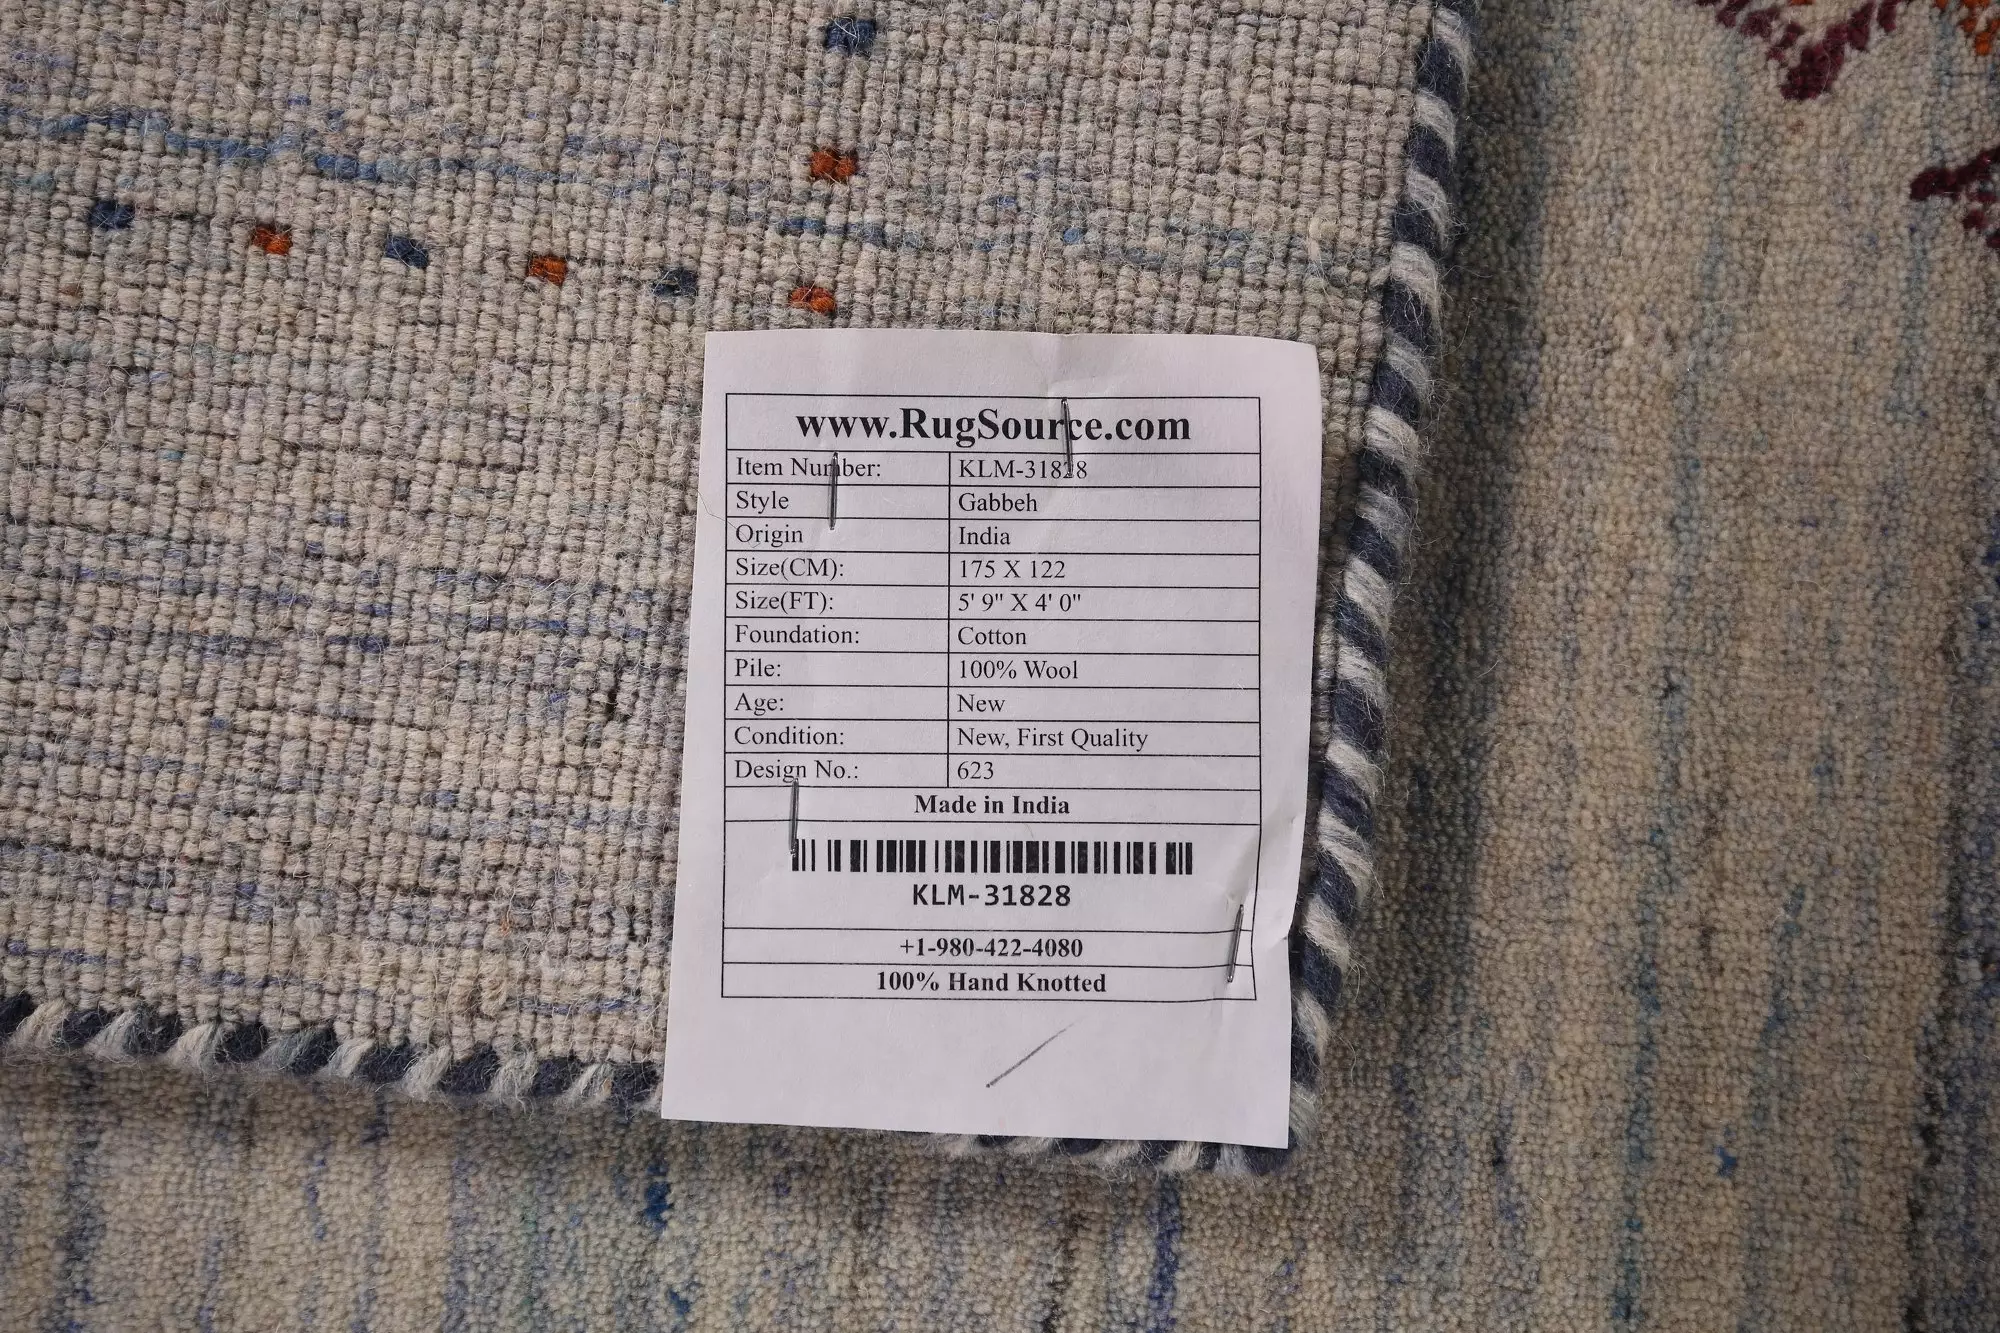 www.RugSource.com
Item Number: KLM-31828
Style Gabbeh
Origin India
Size(CM): 175 X 122
Size(FT): 5' 9" X 4' 0"
Foundation: Cotton
Pile: 100% Wool
Age: New
Condition: New, First Quality
Design No.: 623
Made in India
KLM-31828
+1-980-422-4080
100% Hand Knotted